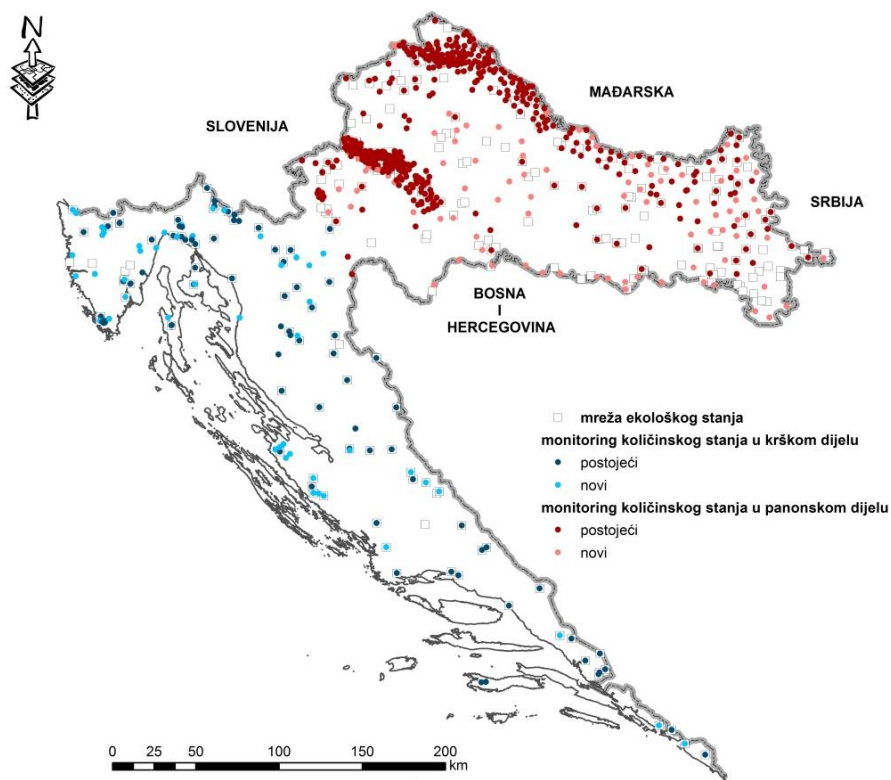 N
MAĐARSKA
SLOVENIJA
SRBIJA
BOSNA
I
HERCEGOVINA
mreža ekološkog stanja
monitoring količinskog stanja u krškom dijelu
postojeći
novi
monitoring količinskog stanja u panonskom dijelu
postojeći
novi
0 25 50 100 150 200
km